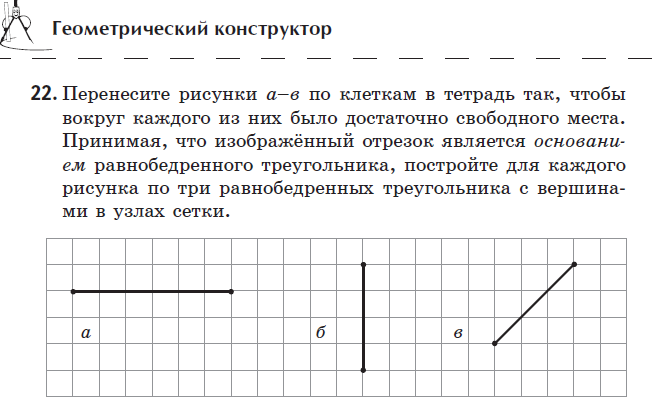 Геометрический конструктор
22. Перенесите рисунки а–в по клеткам в тетрадь так, чтобы
вокруг каждого из них было достаточно свободного места.
Принимая, что изображённый отрезок является основани-
ем равнобедренного треугольника, постройте для каждого
рисунка по три равнобедренных треугольника с вершина-
ми в узлах сетки.
а б в